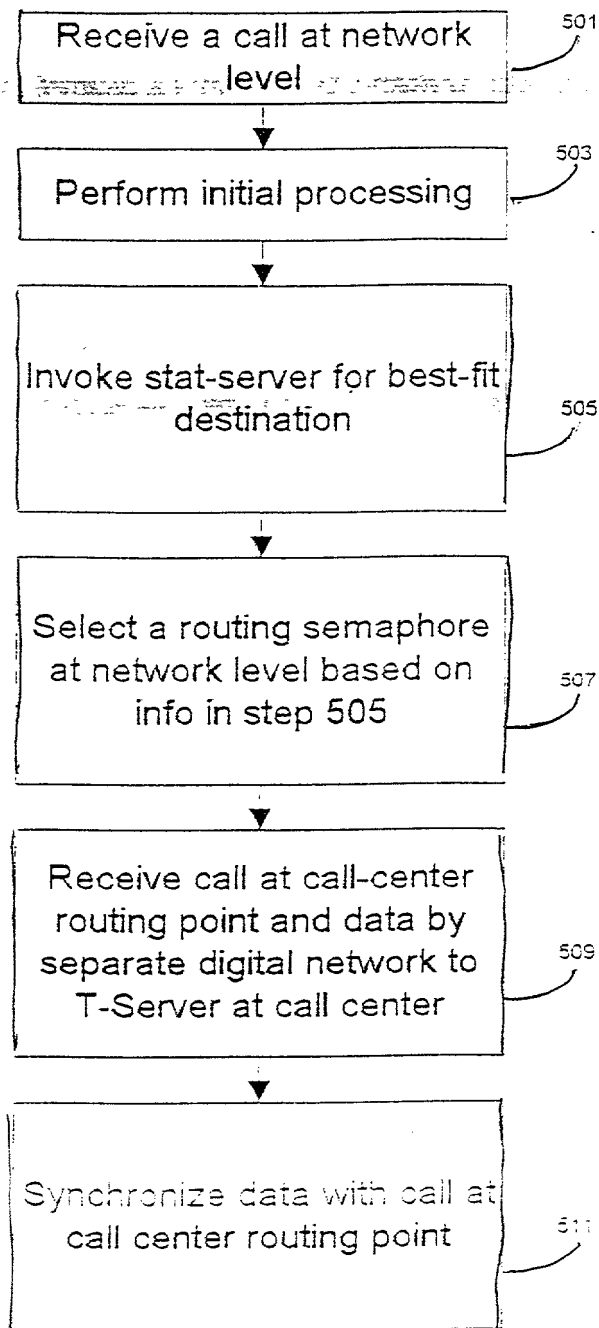 Receive a call at network
level
501
Perform initial processing
503
Invoke stat-server for best-fit
destination
505
Select a routing semaphore
at network level based on
info in step 505
507
Receive call at call-center
routing point and data by
separate digital network to
T-Server at call center
509
Synchronize data with call at
call center routing point
511